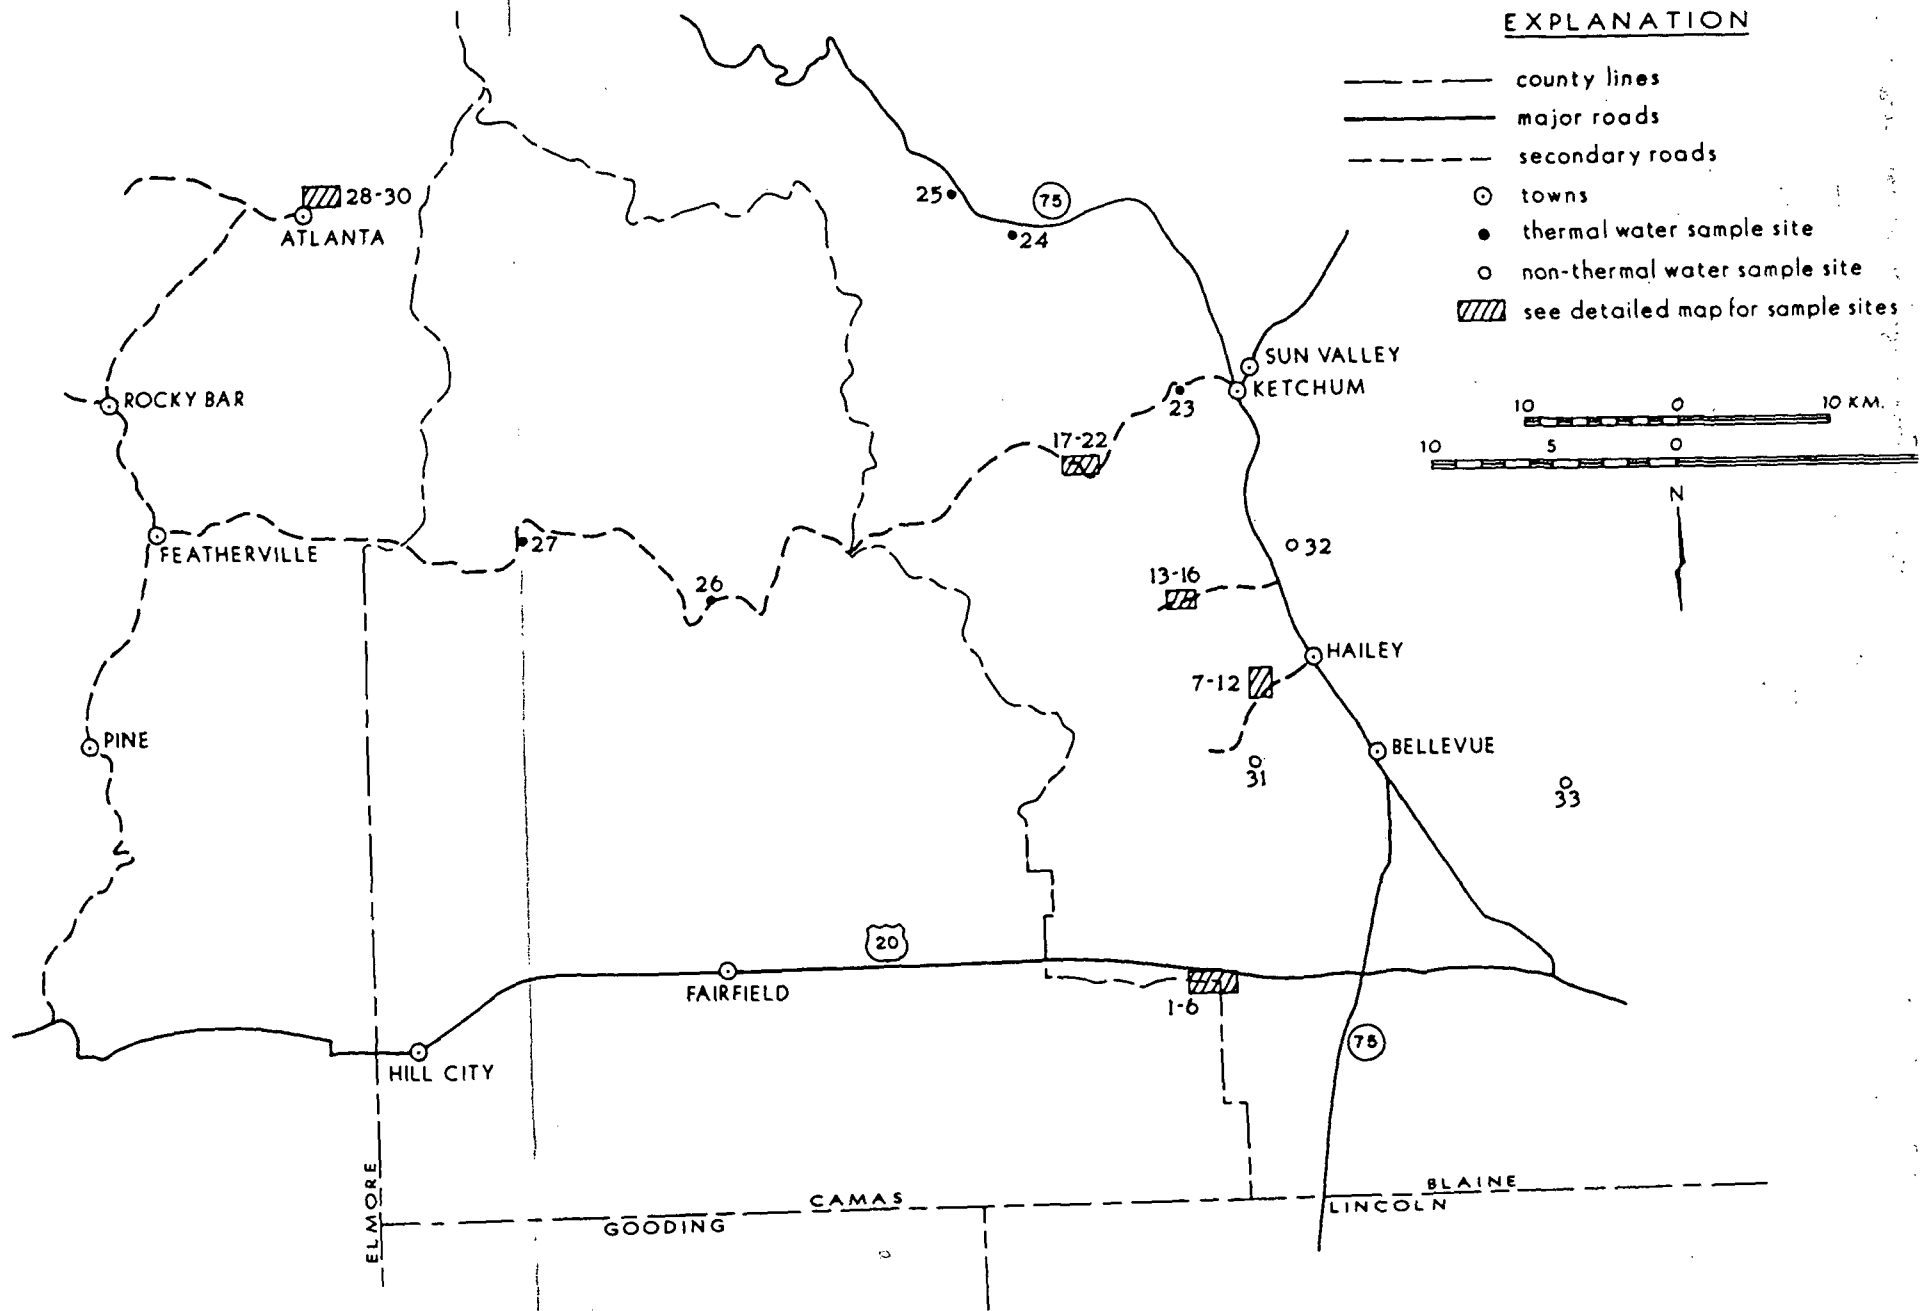 EXPLANATION
county lines
major roads
secondary roads
towns
thermal water sample site
non-thermal water sample site
see detailed map for sample sites
10 0 10 KM.
10 5 0 1
N
28-30
ATLANTA
25
75
24
SUN VALLEY
KETCHUM
23
ROCKY BAR
17-22
FEATHERVILLE
27
26
32
13-16
HAILEY
7-12
PINE
BELLEVUE
31
33
20
FAIRFIELD
1-6
75
HILL CITY
ELMORE
CAMAS
GOODING
BLAINE
LINCOLN